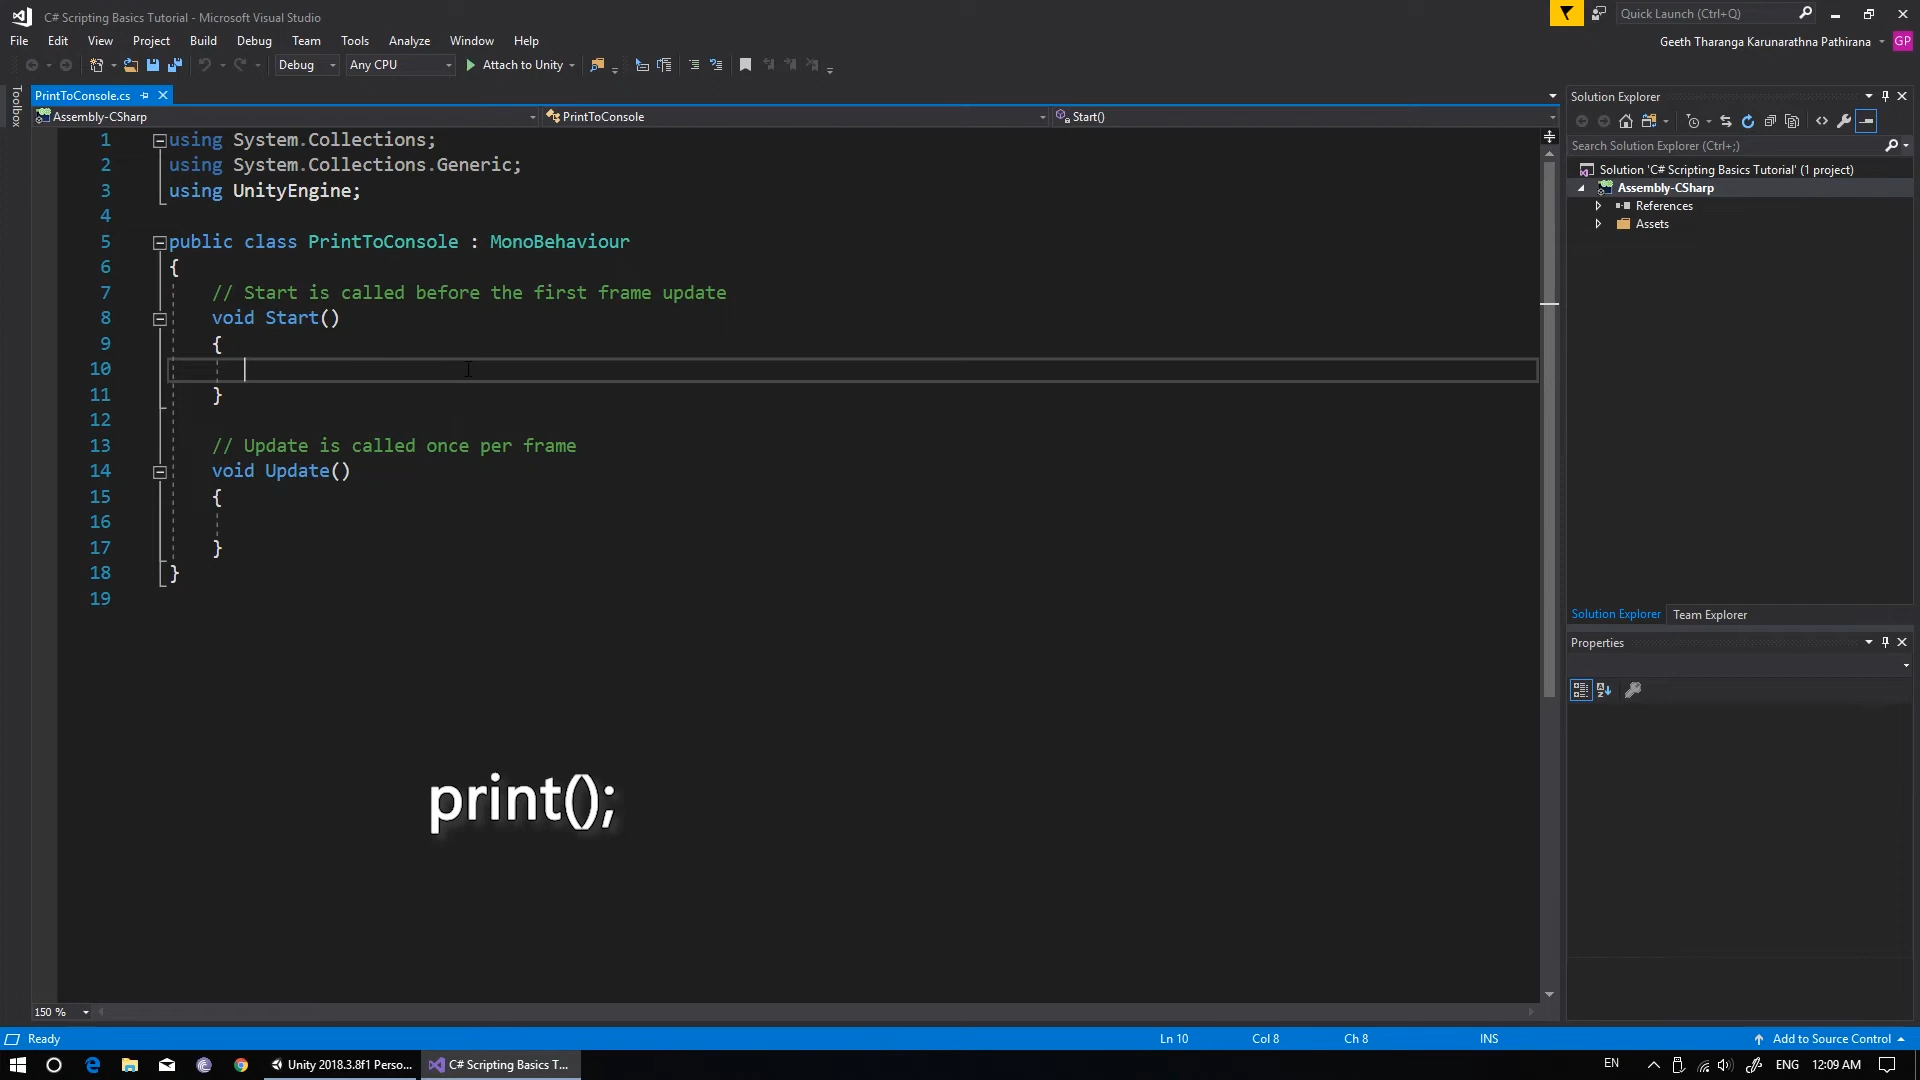 C# Scripting Basics Tutorial - Microsoft Visual Studio
Quick Launch (Ctrl+Q)
File Edit View Project Build Debug Team Tools Analyze Window Help
Geeth Tharanga Karunarathna Pathirana GP
Debug Any CPU Attach to Unity
Toolbox
PrintToConsole.cs
Solution Explorer
Assembly-CSharp PrintToConsole Start()
Search Solution Explorer (Ctrl+;)
Solution 'C# Scripting Basics Tutorial' (1 project)
Assembly-CSharp
References
Assets
1 using System.Collections;
2 using System.Collections.Generic;
3 using UnityEngine;
4
5 public class PrintToConsole : MonoBehaviour
6 {
7 // Start is called before the first frame update
8 void Start()
9 {
10
11 }
12
13 // Update is called once per frame
14 void Update()
15 {
16
17 }
18 }
19
Solution Explorer Team Explorer
Properties
print();
150 %
Ready Ln 10 Col 8 Ch 8 INS Add to Source Control
Unity 2018.3.8f1 Perso... C# Scripting Basics T... EN ENG 12:09 AM